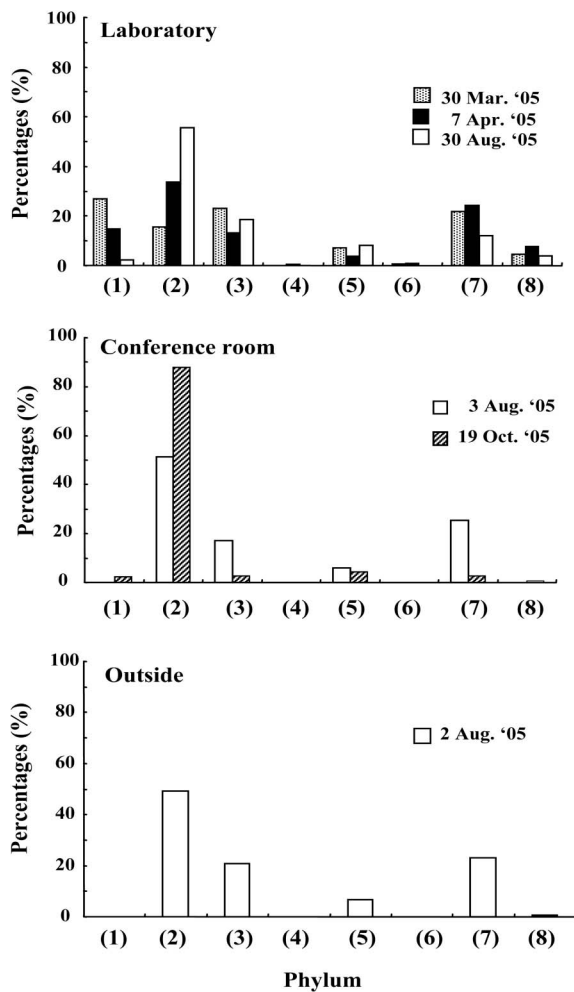 Laboratory
Percentages (%)
100
80
60
40
20
0
30 Mar. ‘05
7 Apr. ‘05
30 Aug. ‘05
(1) (2) (3) (4) (5) (6) (7) (8)
Conference room
Percentages (%)
100
80
60
40
20
0
3 Aug. ‘05
19 Oct. ‘05
(1) (2) (3) (4) (5) (6) (7) (8)
Outside
Percentages (%)
100
80
60
40
20
0
2 Aug. ‘05
(1) (2) (3) (4) (5) (6) (7) (8)
Phylum